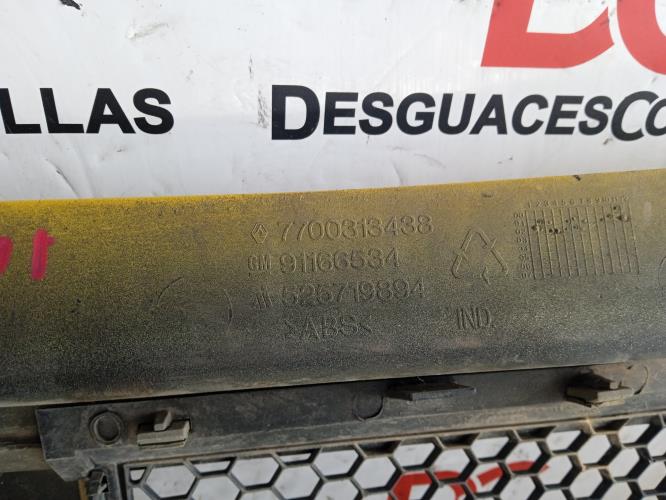 LLAS DESGUACESCO
7700313438
GM 91166534
525719894
>ABS<
IND.